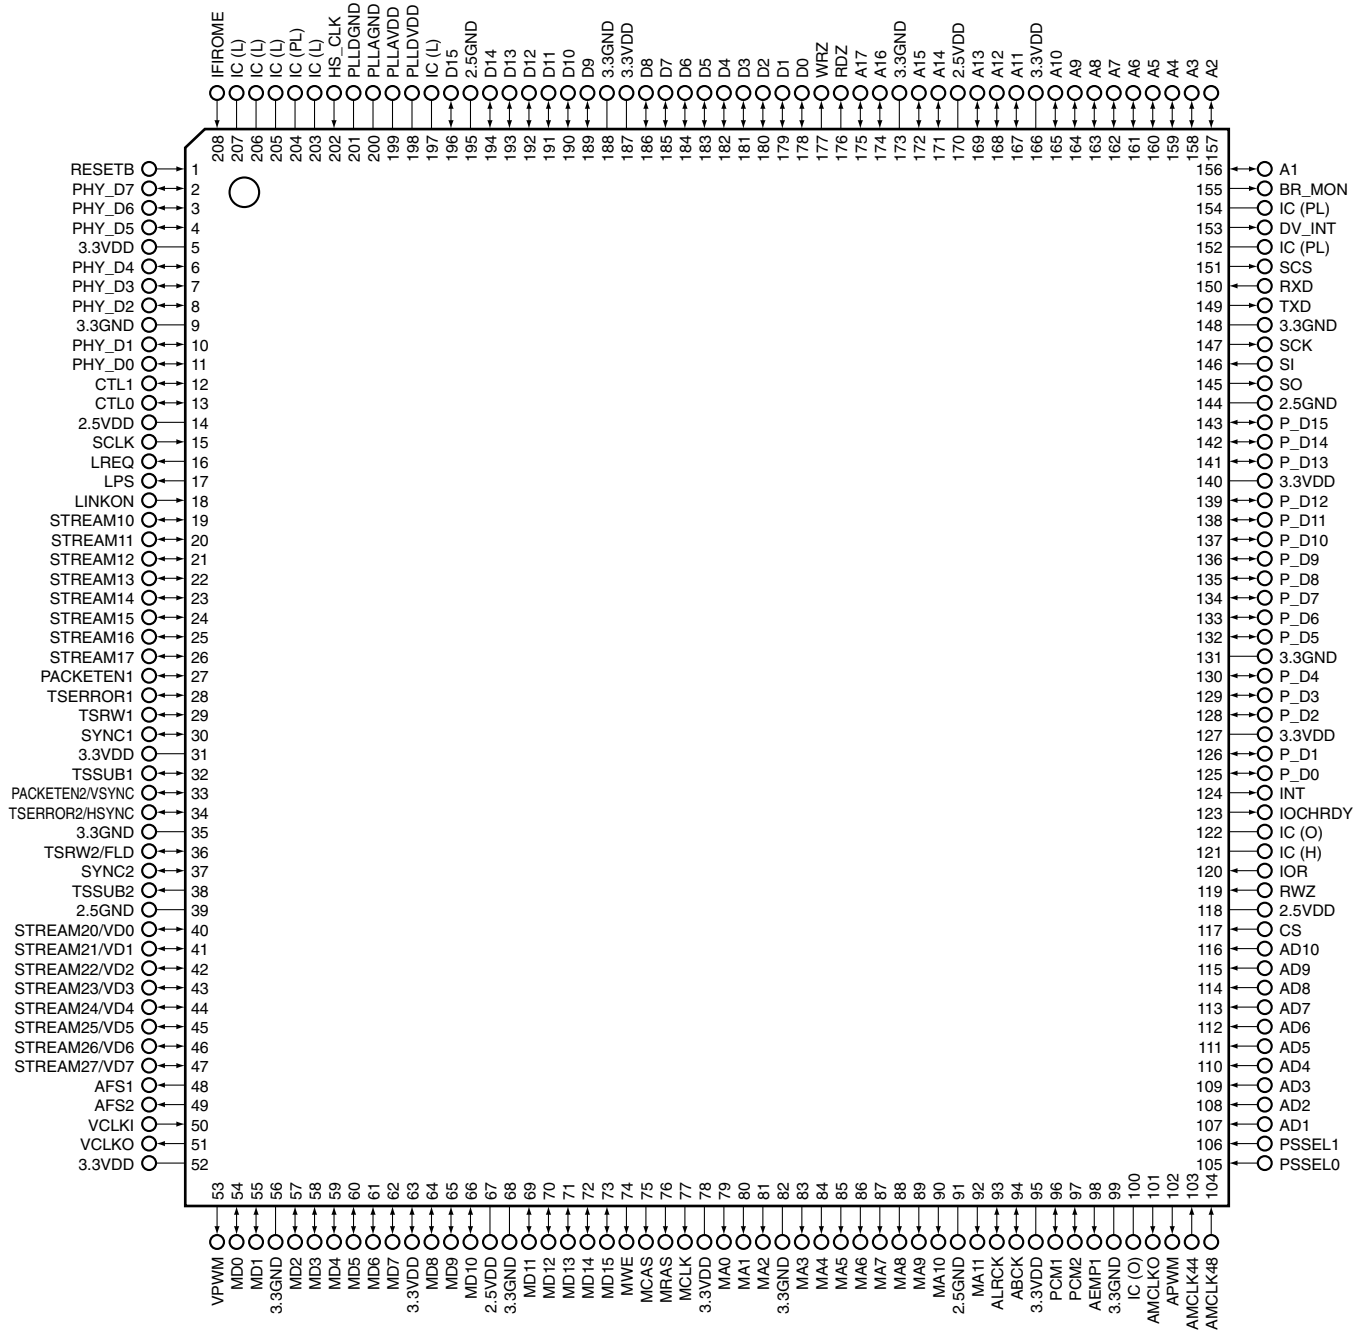 IFIROME
IC (L)
IC (L)
IC (L)
IC (PL)
IC (L)
HS_CLK
PLLDGND
PLLAGND
PLLAVDD
PLLDVDD
IC (L)
D15
2.5GND
D14
D13
D12
D11
D10
D9
3.3GND
3.3VDD
D8
D7
D6
D5
D4
D3
D2
D1
D0
WRZ
RDZ
A17
A16
3.3GND
A15
A14
2.5VDD
A13
A12
A11
3.3VDD
A10
A9
A8
A7
A6
A5
A4
A3
A2
208
207
206
205
204
203
202
201
200
199
198
197
196
195
194
193
192
191
190
189
188
187
186
185
184
183
182
181
180
179
178
177
176
175
174
173
172
171
170
169
168
167
166
165
164
163
162
161
160
159
158
157
RESETB 1
PHY_D7 2
PHY_D6 3
PHY_D5 4
3.3VDD 5
PHY_D4 6
PHY_D3 7
PHY_D2 8
3.3GND 9
PHY_D1 10
PHY_D0 11
CTL1 12
CTL0 13
2.5VDD 14
SCLK 15
LREQ 16
LPS 17
LINKON 18
STREAM10 19
STREAM11 20
STREAM12 21
STREAM13 22
STREAM14 23
STREAM15 24
STREAM16 25
STREAM17 26
PACKETEN1 27
TSERROR1 28
TSRW1 29
SYNC1 30
3.3VDD 31
TSSUB1 32
PACKETEN2/VSYNC 33
TSERROR2/HSYNC 34
3.3GND 35
TSRW2/FLD 36
SYNC2 37
TSSUB2 38
2.5GND 39
STREAM20/VD0 40
STREAM21/VD1 41
STREAM22/VD2 42
STREAM23/VD3 43
STREAM24/VD4 44
STREAM25/VD5 45
STREAM26/VD6 46
STREAM27/VD7 47
AFS1 48
AFS2 49
VCLKI 50
VCLKO 51
3.3VDD 52
156 A1
155 BR_MON
154 IC (PL)
153 DV_INT
152 IC (PL)
151 SCS
150 RXD
149 TXD
148 3.3GND
147 SCK
146 SI
145 SO
144 2.5GND
143 P_D15
142 P_D14
141 P_D13
140 3.3VDD
139 P_D12
138 P_D11
137 P_D10
136 P_D9
135 P_D8
134 P_D7
133 P_D6
132 P_D5
131 3.3GND
130 P_D4
129 P_D3
128 P_D2
127 3.3VDD
126 P_D1
125 P_D0
124 INT
123 IOCHRDY
122 IC (O)
121 IC (H)
120 IOR
119 RWZ
118 2.5VDD
117 CS
116 AD10
115 AD9
114 AD8
113 AD7
112 AD6
111 AD5
110 AD4
109 AD3
108 AD2
107 AD1
106 PSSEL1
105 PSSEL0
53
54
55
56
57
58
59
60
61
62
63
64
65
66
67
68
69
70
71
72
73
74
75
76
77
78
79
80
81
82
83
84
85
86
87
88
89
90
91
92
93
94
95
96
97
98
99
100
101
102
103
104
VPWM
MD0
MD1
3.3GND
MD2
MD3
MD4
MD5
MD6
MD7
3.3VDD
MD8
MD9
MD10
2.5VDD
3.3GND
MD11
MD12
MD13
MD14
MD15
MWE
MCAS
MRAS
MCLK
3.3VDD
MA0
MA1
MA2
3.3GND
MA3
MA4
MA5
MA6
MA7
MA8
MA9
MA10
2.5GND
MA11
ALRCK
ABCK
3.3VDD
PCM1
PCM2
AEMP1
3.3GND
IC (O)
AMCLKO
APWM
AMCLK44
AMCLK48